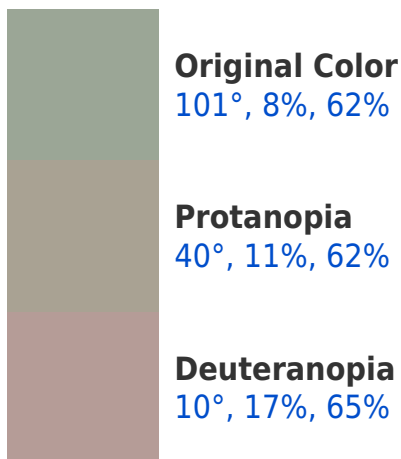 Original Color
101°, 8%, 62%
Protanopia
40°, 11%, 62%
Deuteranopia
10°, 17%, 65%